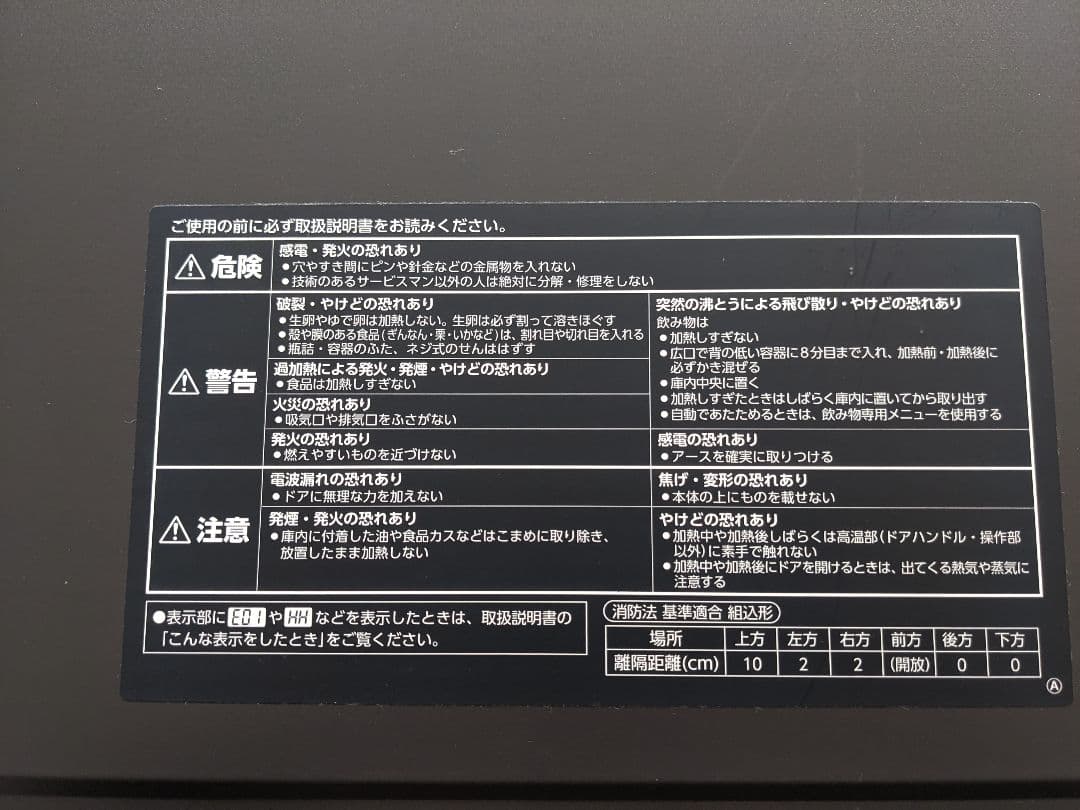 ご使用の前に必ず取扱説明書をお読みください。
危険
感電・発火の恐れあり
●穴やすき間にピンや針金などの金属物を入れない
●技術のあるサービスマン以外の人は絶対に分解・修理をしない
警告
破裂・やけどの恐れあり
●生卵やゆで卵は加熱しない。生卵は必ず割って溶きほぐす
●殻や膜のある食品(ぎんなん・栗・いかなど)は、割れ目や切れ目を入れる
●瓶詰・容器のふた、ネジ式のせんははずす
過加熱による発火・発煙・やけどの恐れあり
●食品は加熱しすぎない
火災の恐れあり
●吸気口や排気口をふさがない
発火の恐れあり
●燃えやすいものを近づけない
突然の沸とうによる飛び散り・やけどの恐れあり
飲み物は
●加熱しすぎない
●広口で背の低い容器に8分目まで入れ、加熱前・加熱後に
必ずかき混ぜる
●庫内中央に置く
●加熱しすぎたときはしばらく庫内に置いてから取り出す
●自動であたためるときは、飲み物専用メニューを使用する
感電の恐れあり
●アースを確実に取りつける
注意
電波漏れの恐れあり
●ドアに無理な力を加えない
発煙・発火の恐れあり
●庫内に付着した油や食品カスなどはこまめに取り除き、
放置したまま加熱しない
焦げ・変形の恐れあり
●本体の上にものを載せない
やけどの恐れあり
●加熱中や加熱後しばらくは高温部(ドアハンドル・操作部
以外)に素手で触れない
●加熱中や加熱後にドアを開けるときは、出てくる熱気や蒸気に
注意する
●表示部にE01やHHなどを表示したときは、取扱説明書の
「こんな表示をしたとき」をご覧ください。
消防法 基準適合 組込形
場所 上方 左方 右方 前方 後方 下方
離隔距離(cm) 10 2 2 (開放) 0 0
Ⓐ